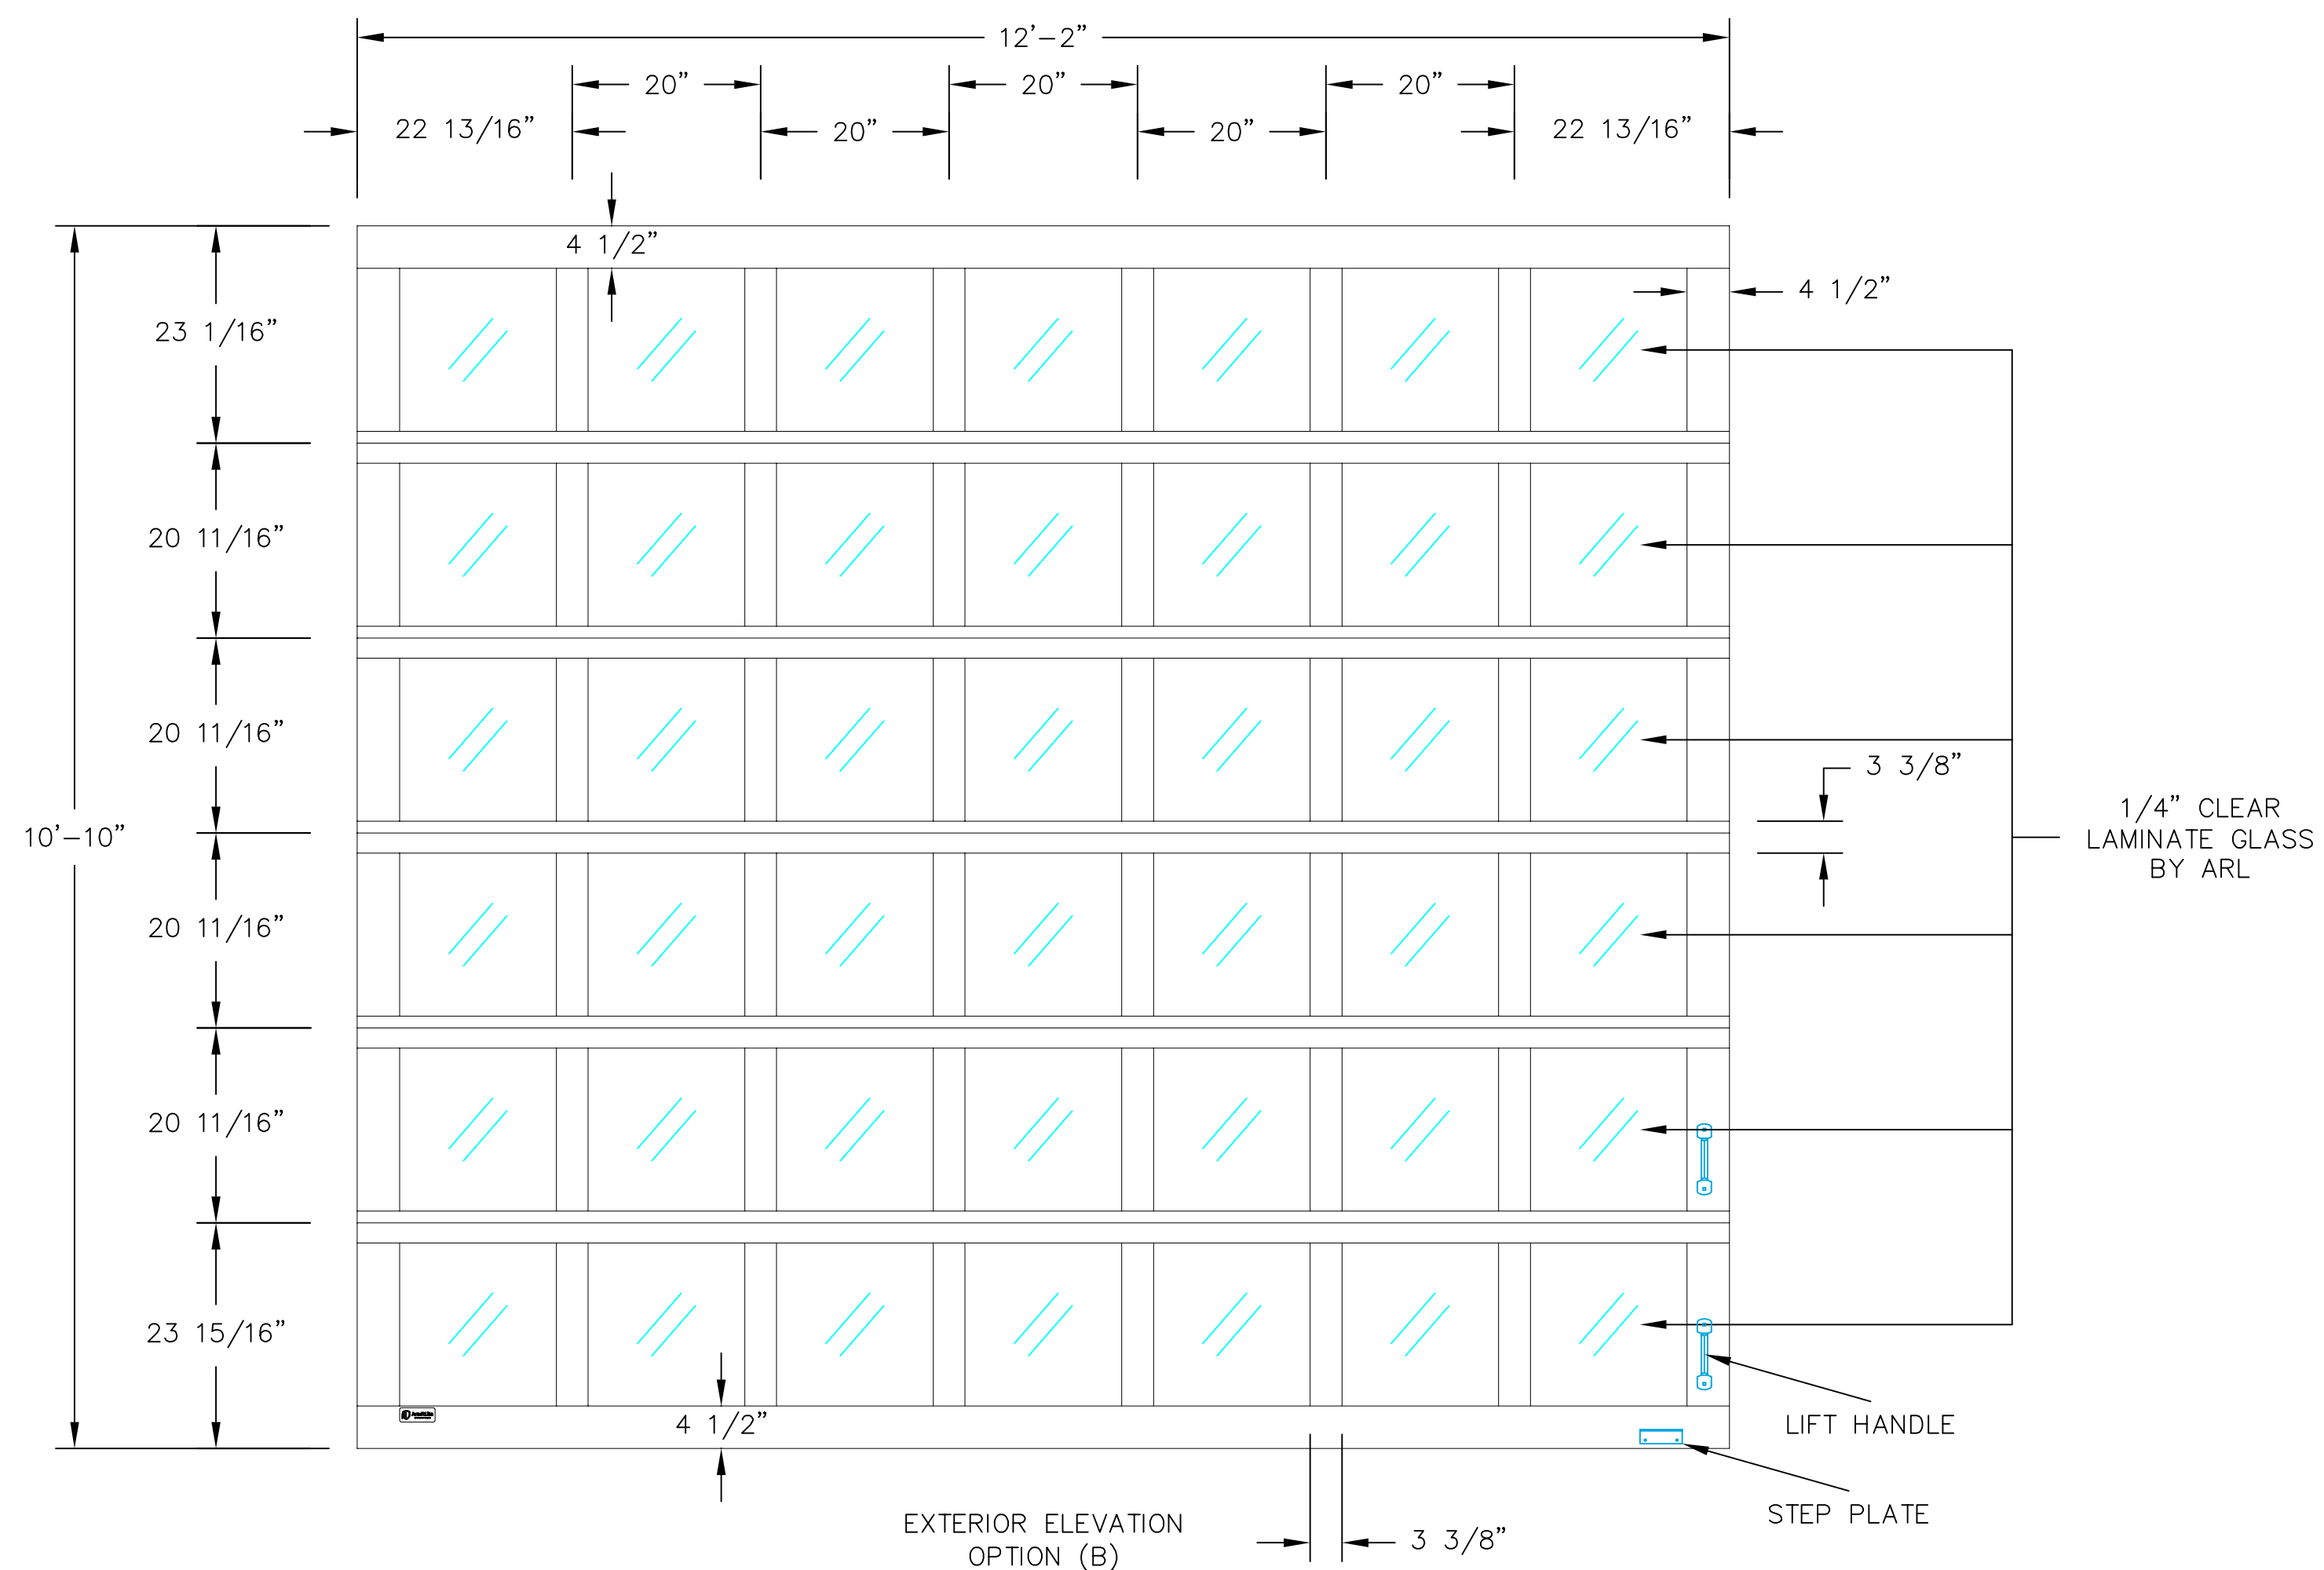 12'-2"
20" 20" 20"
22 13/16" 20" 20" 22 13/16"
4 1/2"
4 1/2"
23 1/16"
20 11/16"
20 11/16"
3 3/8"
10'-10"
1/4" CLEAR
LAMINATE GLASS
BY ARL
20 11/16"
20 11/16"
23 15/16"
4 1/2"
LIFT HANDLE
STEP PLATE
EXTERIOR ELEVATION
OPTION (B)
3 3/8"